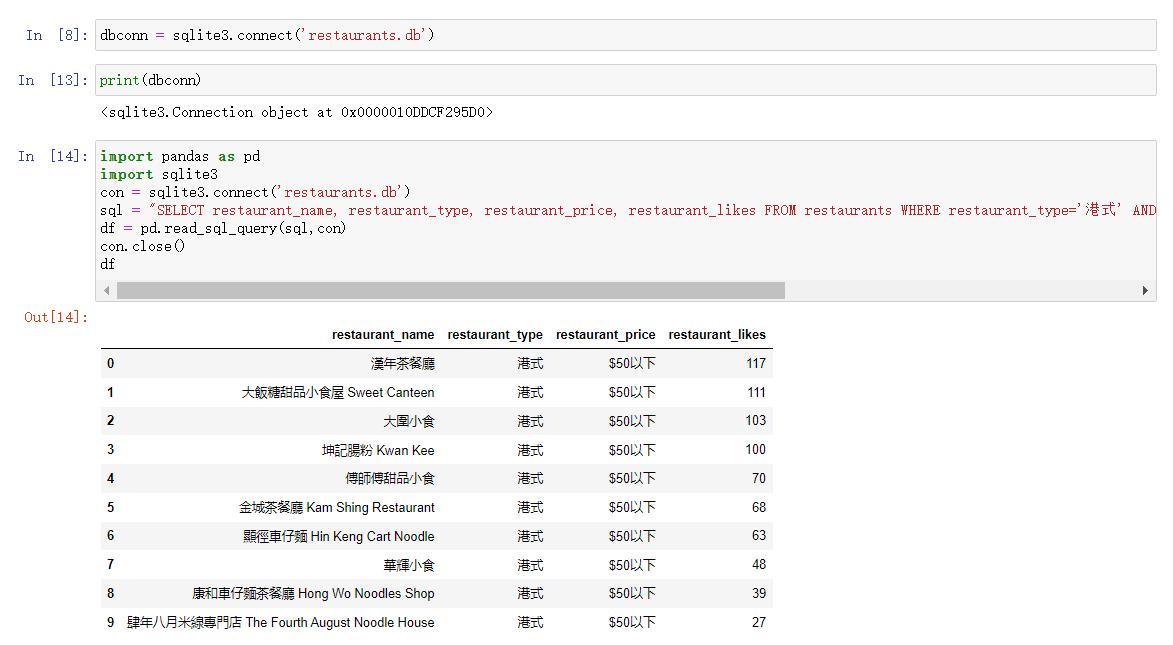 In [8]: dbconn = sqlite3.connect('restaurants.db')
In [13]: print(dbconn)
<sqlite3.Connection object at 0x0000010DDCF295D0>
In [14]: import pandas as pd
import sqlite3
con = sqlite3.connect('restaurants.db')
sql = "SELECT restaurant_name, restaurant_type, restaurant_price, restaurant_likes FROM restaurants WHERE restaurant_type='港式' AND
df = pd.read_sql_query(sql,con)
con.close()
df
Out[14]:
restaurant_name restaurant_type restaurant_price restaurant_likes
0 漢年茶餐廳 港式 $50以下 117
1 大飯糖甜品小食屋 Sweet Canteen 港式 $50以下 111
2 大圍小食 港式 $50以下 103
3 坤記腸粉 Kwan Kee 港式 $50以下 100
4 傅師傅甜品小食 港式 $50以下 70
5 金城茶餐廳 Kam Shing Restaurant 港式 $50以下 68
6 顯徑車仔麵 Hin Keng Cart Noodle 港式 $50以下 63
7 華輝小食 港式 $50以下 48
8 康和車仔麵茶餐廳 Hong Wo Noodles Shop 港式 $50以下 39
9 肆年八月米線專門店 The Fourth August Noodle House 港式 $50以下 27